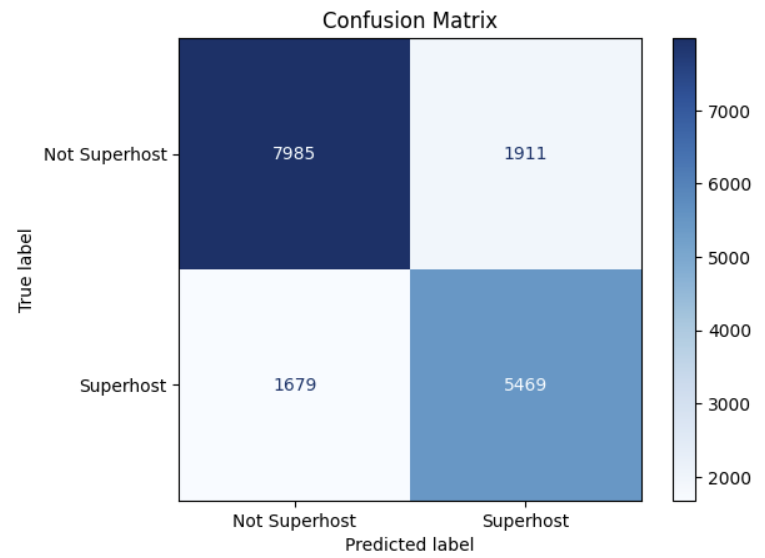 Confusion Matrix
Not Superhost
7985
1911
7000
6000
5000
4000
3000
2000
True label
Superhost
1679
5469
Not Superhost
Superhost
Predicted label